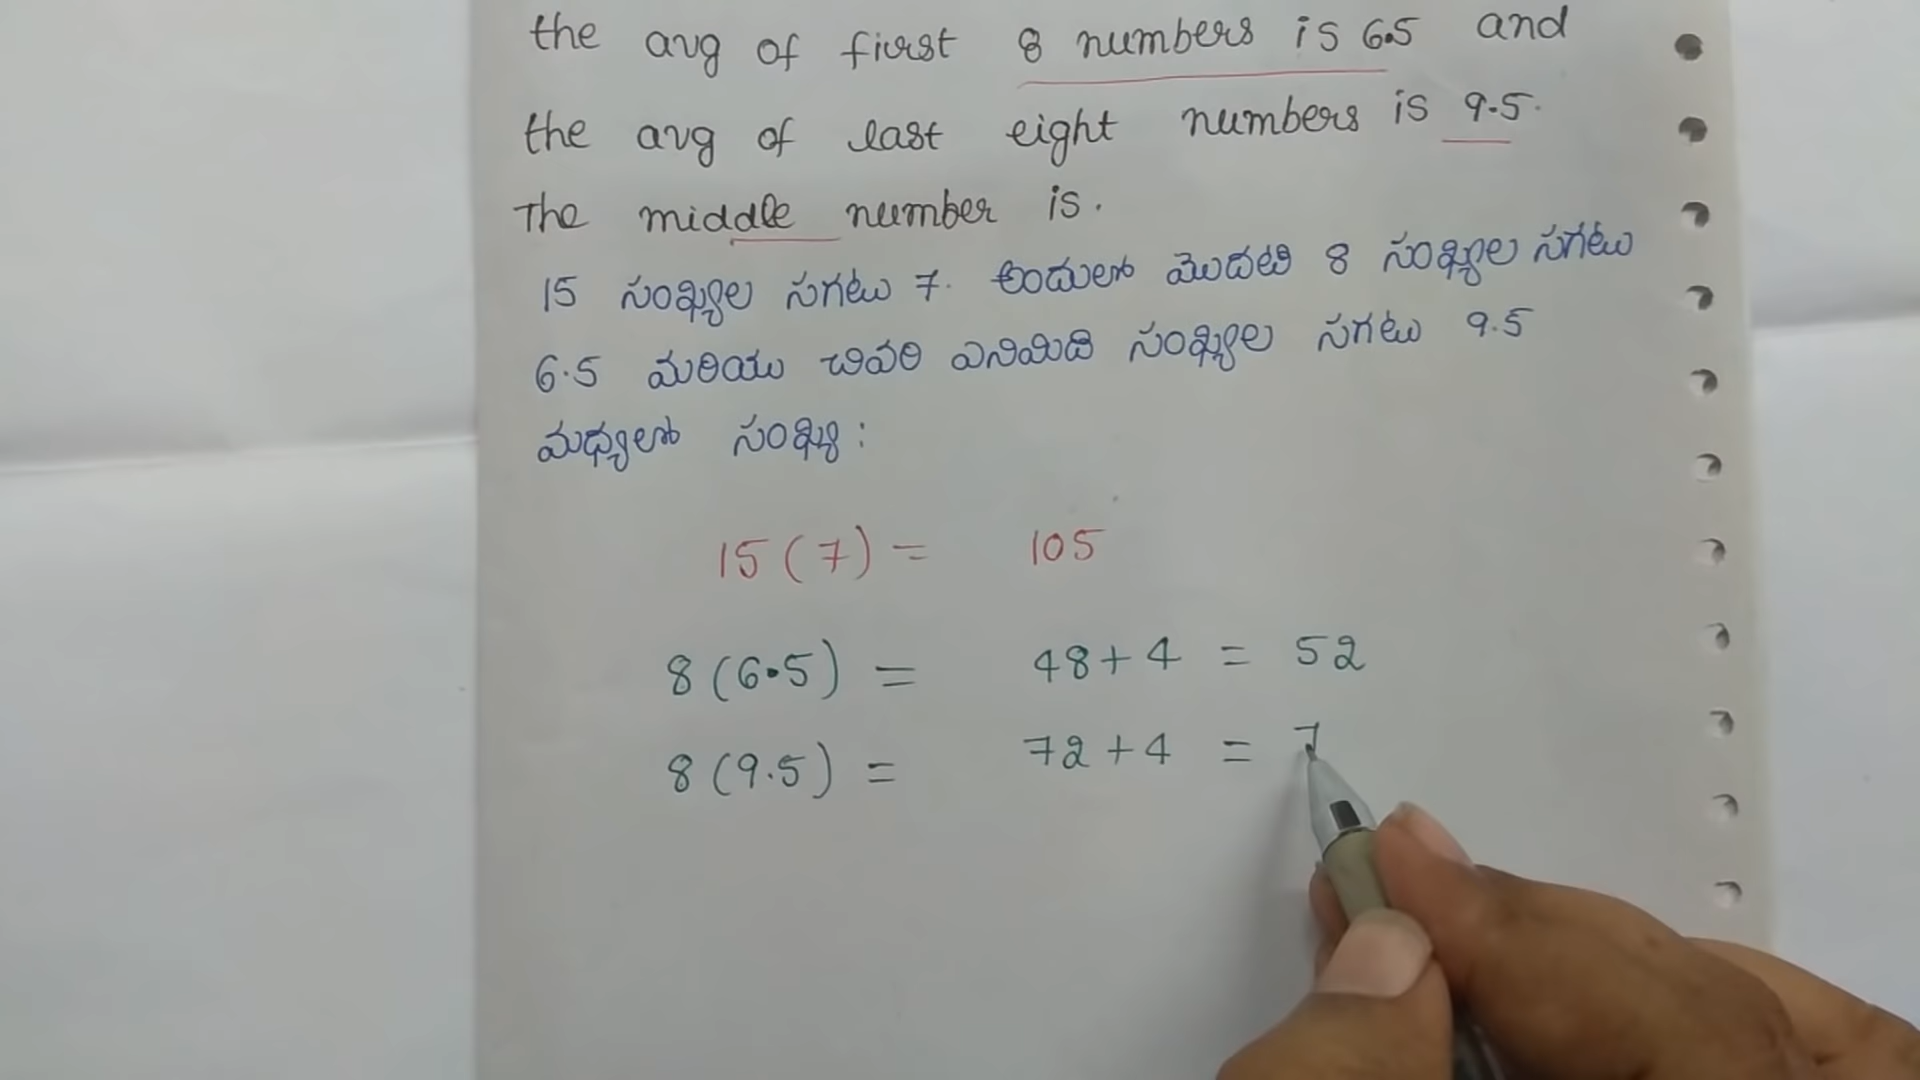 the avg of first 8 numbers is 6.5 and
the avg of last eight numbers is 9.5.
The middle number is.
15 సంఖ్యల సగటు 7. అందులో మొదటి 8 సంఖ్యల సగటు
6.5 మరియు చివరి ఎనిమిది సంఖ్యల సగటు 9.5
మధ్యలో సంఖ్య :
15 (7) = 105
8 (6.5) = 48+4 = 52
8 (9.5) = 72+4 = 7